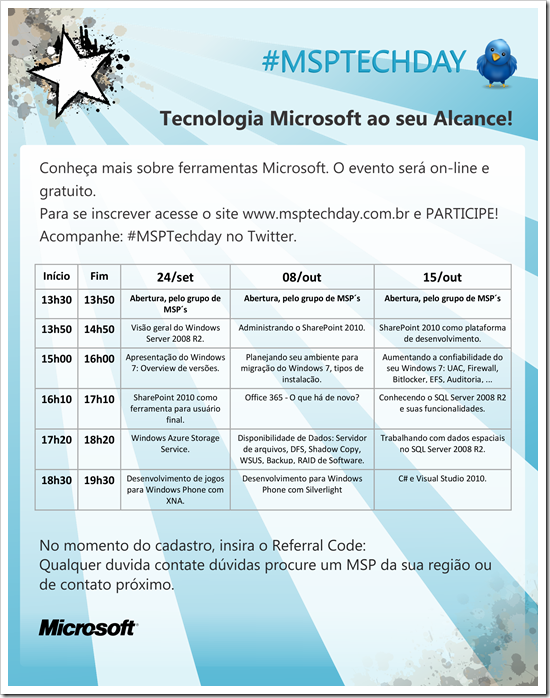 #MSPTECHDAY
Tecnologia Microsoft ao seu Alcance!
Conheça mais sobre ferramentas Microsoft. O evento será on-line e
gratuito.
Para se inscrever acesse o site www.msptechday.com.br e PARTICIPE!
Acompanhe: #MSPTechday no Twitter.
Início Fim 24/set 08/out 15/out
13h30 13h50 Abertura, pelo grupo de Abertura, pelo grupo de MSP´s Abertura, pelo grupo de MSP´s
MSP´s
13h50 14h50 Visão geral do Windows Administrando o SharePoint 2010. SharePoint 2010 como plataforma
Server 2008 R2. de desenvolvimento.
15h00 16h00 Apresentação do Windows Planejando seu ambiente para Aumentando a confiabilidade do
7: Overview de versões. migração do Windows 7, tipos de seu Windows 7: UAC, Firewall,
instalação. Bitlocker, EFS, Auditoria, ...
16h10 17h10 SharePoint 2010 como Office 365 - O que há de novo? Conhecendo o SQL Server 2008 R2
ferramenta para usuário e suas funcionalidades.
final.
17h20 18h20 Windows Azure Storage Disponibilidade de Dados: Servidor Trabalhando com dados espaciais
Service. de arquivos, DFS, Shadow Copy, no SQL Server 2008 R2.
WSUS, Backup, RAID de Software.
18h30 19h30 Desenvolvimento de jogos Desenvolvimento para Windows C# e Visual Studio 2010.
para Windows Phone com Phone com Silverlight
XNA.
No momento do cadastro, insira o Referral Code:
Qualquer duvida contate dúvidas procure um MSP da sua região ou
de contato próximo.
Microsoft®